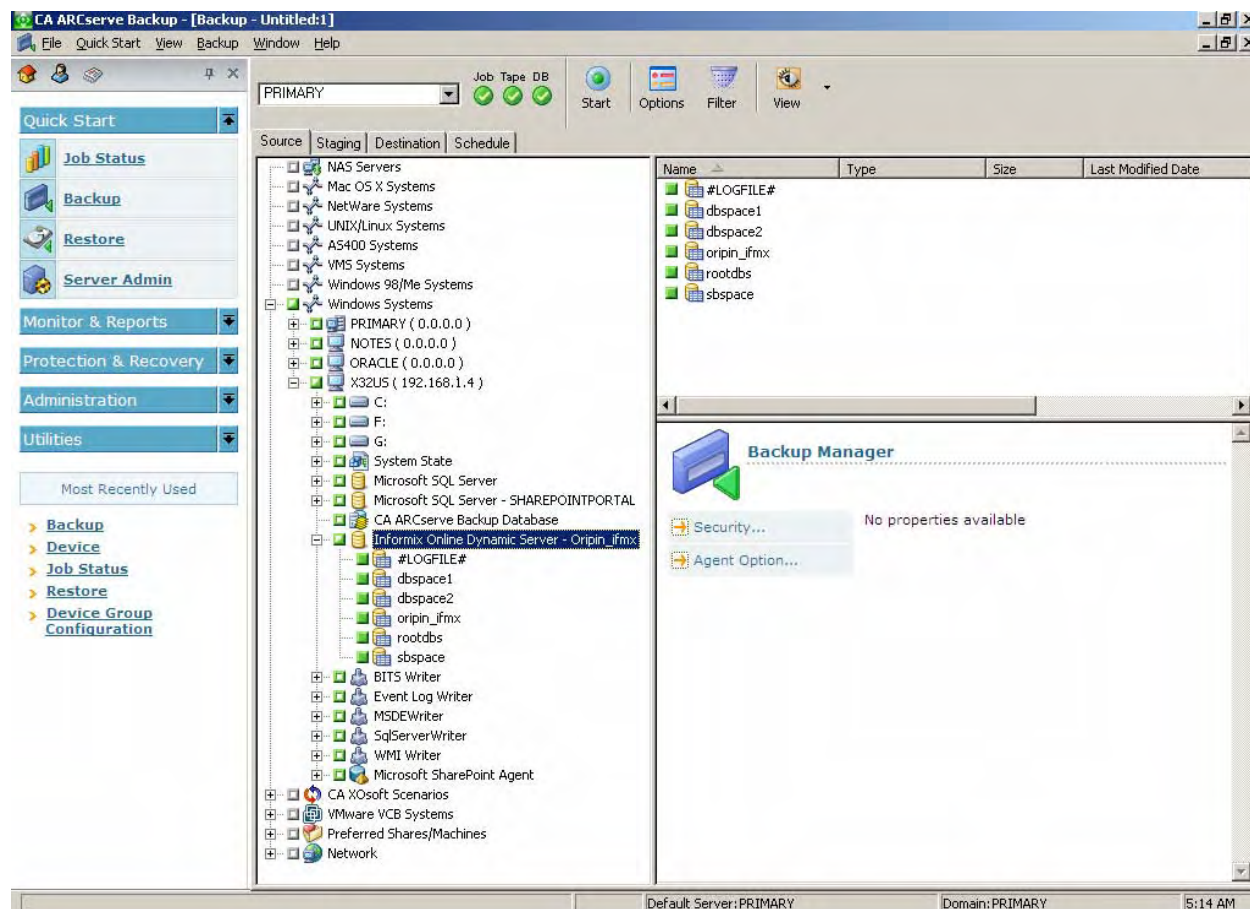 CA ARCserve Backup - [Backup - Untitled:1]
File Quick Start View Backup Window Help
PRIMARY
Job Tape DB
Start
Options
Filter
View
Quick Start
Job Status
Backup
Restore
Server Admin
Monitor & Reports
Protection & Recovery
Administration
Utilities
Most Recently Used
Backup
Device
Job Status
Restore
Device Group
Configuration
Source Staging Destination Schedule
NAS Servers
Mac OS X Systems
NetWare Systems
UNIX/Linux Systems
AS400 Systems
VMS Systems
Windows 98/Me Systems
Windows Systems
PRIMARY ( 0.0.0.0 )
NOTES ( 0.0.0.0 )
ORACLE ( 0.0.0.0 )
X32US ( 192.168.1.4 )
C:
F:
G:
System State
Microsoft SQL Server
Microsoft SQL Server - SHAREPOINTPORTAL
CA ARCserve Backup Database
Informix Online Dynamic Server - Oripin_ifmx
#LOGFILE#
dbspace1
dbspace2
oripin_ifmx
rootdbs
sbspace
BITS Writer
Event Log Writer
MSDEWriter
SqlServerWriter
WMI Writer
Microsoft SharePoint Agent
CA XOsoft Scenarios
VMware VCB Systems
Preferred Shares/Machines
Network
Name Type Size Last Modified Date
#LOGFILE#
dbspace1
dbspace2
oripin_ifmx
rootdbs
sbspace
Backup Manager
Security...
Agent Option...
No properties available
Default Server:PRIMARY Domain:PRIMARY 5:14 AM